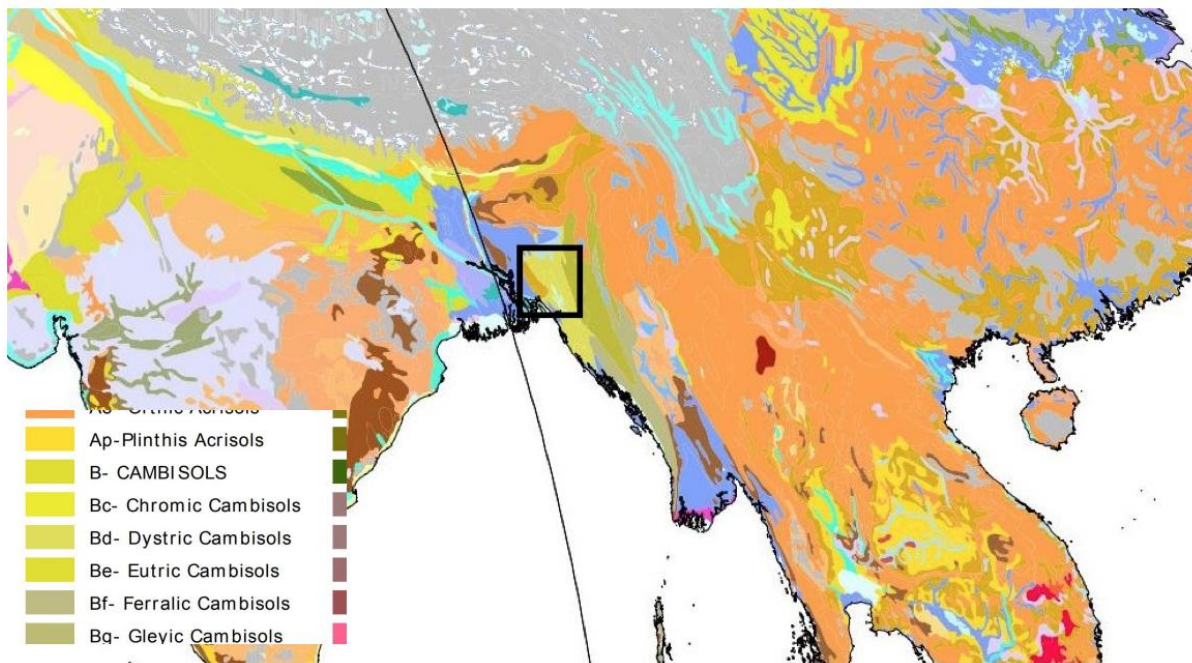 Ap-Plinthis Acrisols
B- CAMBISOLS
Bc- Chromic Cambisols
Bd- Dystric Cambisols
Be- Eutric Cambisols
Bf- Ferralic Cambisols
Bg- Gleyic Cambisols